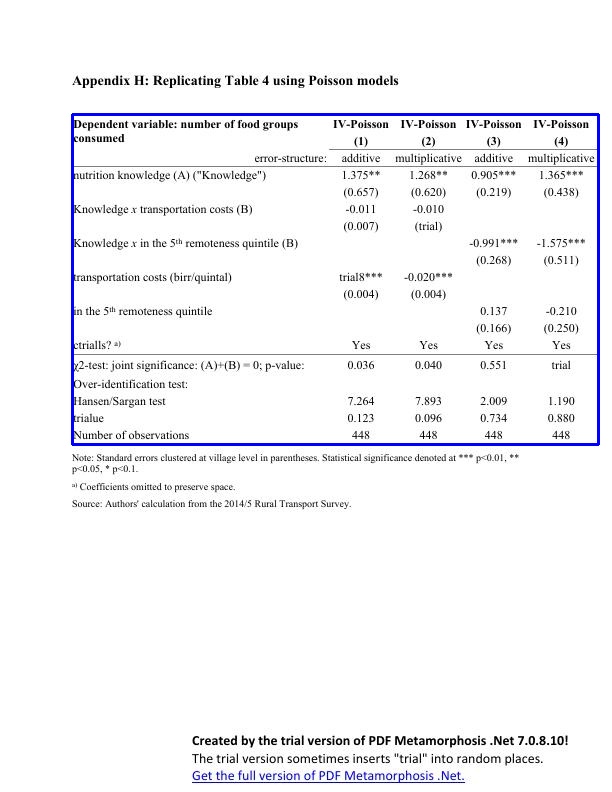 Appendix H: Replicating Table 4 using Poisson models
Dependent variable: number of food groups consumed IV-Poisson IV-Poisson IV-Poisson IV-Poisson
(1) (2) (3) (4)
error-structure: additive multiplicative additive multiplicative
nutrition knowledge (A) ("Knowledge") 1.375** 1.268** 0.905*** 1.365***
(0.657) (0.620) (0.219) (0.438)
Knowledge x transportation costs (B) -0.011 -0.010
(0.007) (trial)
Knowledge x in the 5th remoteness quintile (B) -0.991*** -1.575***
(0.268) (0.511)
transportation costs (birr/quintal) trial8*** -0.020***
(0.004) (0.004)
in the 5th remoteness quintile 0.137 -0.210
(0.166) (0.250)
ctrialls? a) Yes Yes Yes Yes
χ2-test: joint significance: (A)+(B) = 0; p-value: 0.036 0.040 0.551 trial
Over-identification test:
Hansen/Sargan test 7.264 7.893 2.009 1.190
trialue 0.123 0.096 0.734 0.880
Number of observations 448 448 448 448
Note: Standard errors clustered at village level in parentheses. Statistical significance denoted at *** p<0.01, **
p<0.05, * p<0.1.
a) Coefficients omitted to preserve space.
Source: Authors' calculation from the 2014/5 Rural Transport Survey.
Created by the trial version of PDF Metamorphosis .Net 7.0.8.10!
The trial version sometimes inserts "trial" into random places.
Get the full version of PDF Metamorphosis .Net.